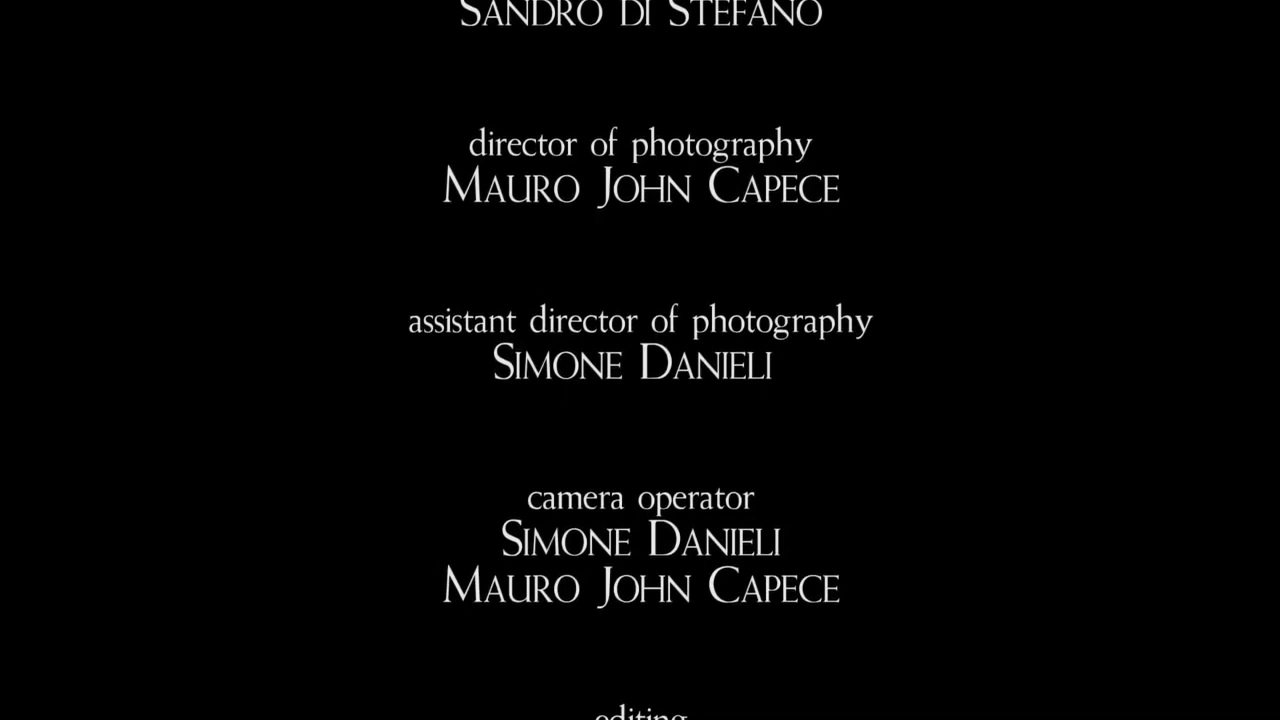 SANDRO DI STEFANO
director of photography
MAURO JOHN CAPECE
assistant director of photography
SIMONE DANIELI
camera operator
SIMONE DANIELI
MAURO JOHN CAPECE
editing